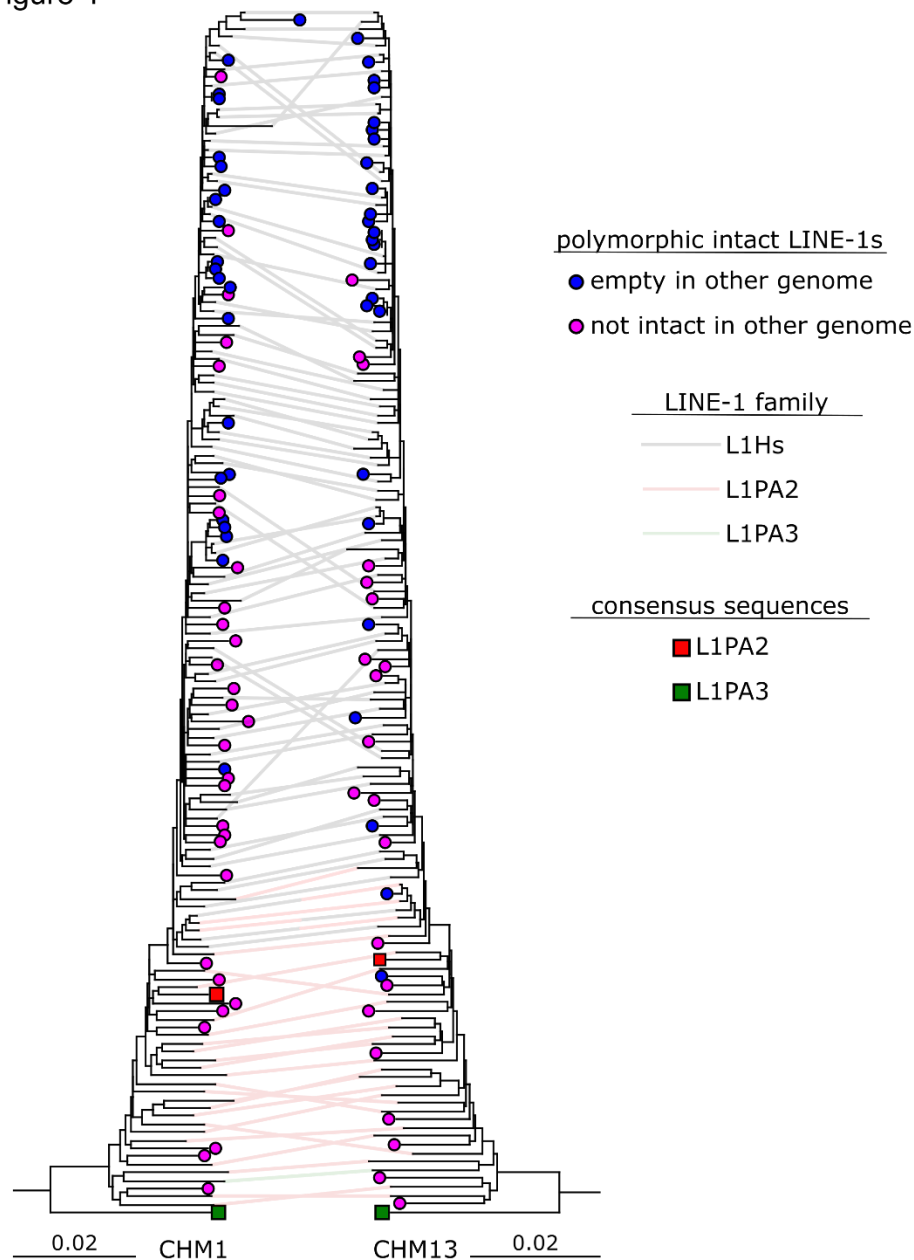 polymorphic intact LINE-1s
empty in other genome
not intact in other genome
LINE-1 family
L1Hs
L1PA2
L1PA3
consensus sequences
L1PA2
L1PA3
0.02 CHM1 CHM13 0.02